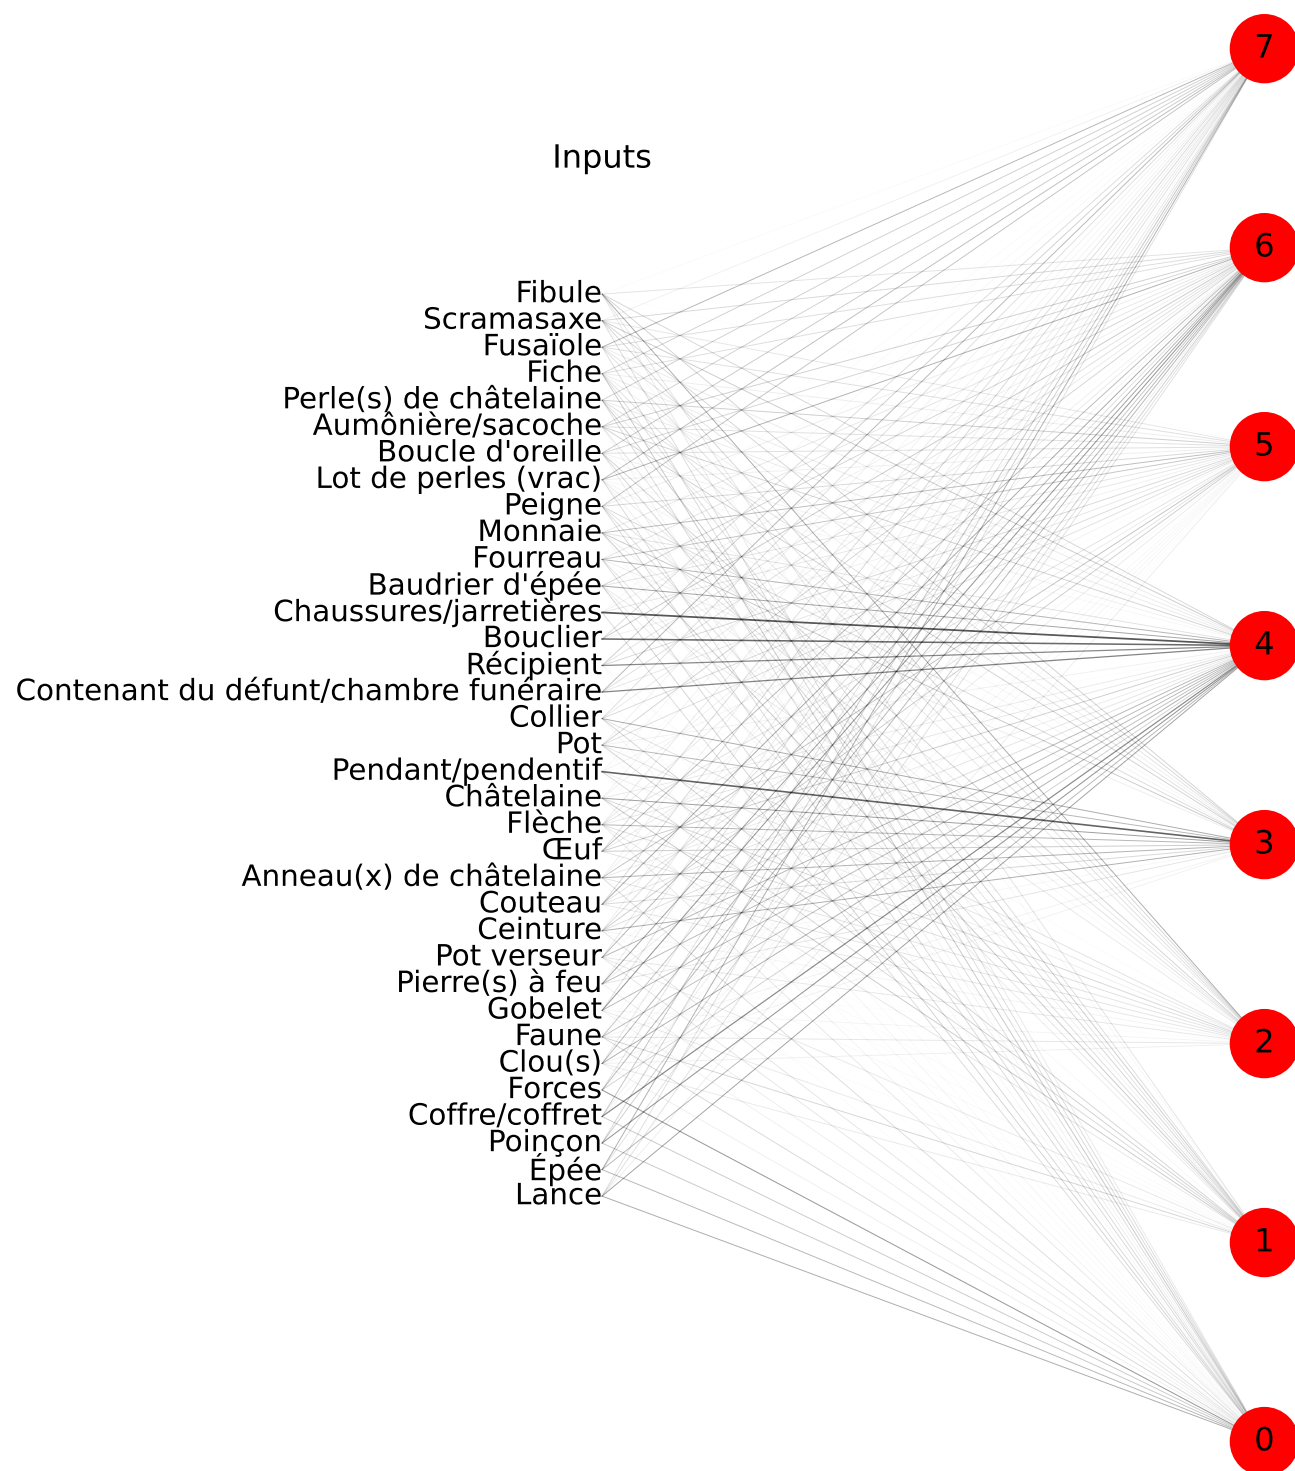 7
Inputs
6
Fibule
Scramasaxe
Fusaïole
Fiche
Perle(s) de châtelaine
Aumônière/sacoche
5
Boucle d'oreille
Lot de perles (vrac)
Peigne
Monnaie
Fourreau
Baudrier d'épée
Chaussures/jarretières
Bouclier
4
Récipient
Contenant du défunt/chambre funéraire
Collier
Pot
Pendant/pendentif
Châtelaine
Flèche
3
Œuf
Anneau(x) de châtelaine
Couteau
Ceinture
Pot verseur
Pierre(s) à feu
Gobelet
Faune
2
Clou(s)
Forces
Coffre/coffret
Poinçon
Épée
Lance
1
0